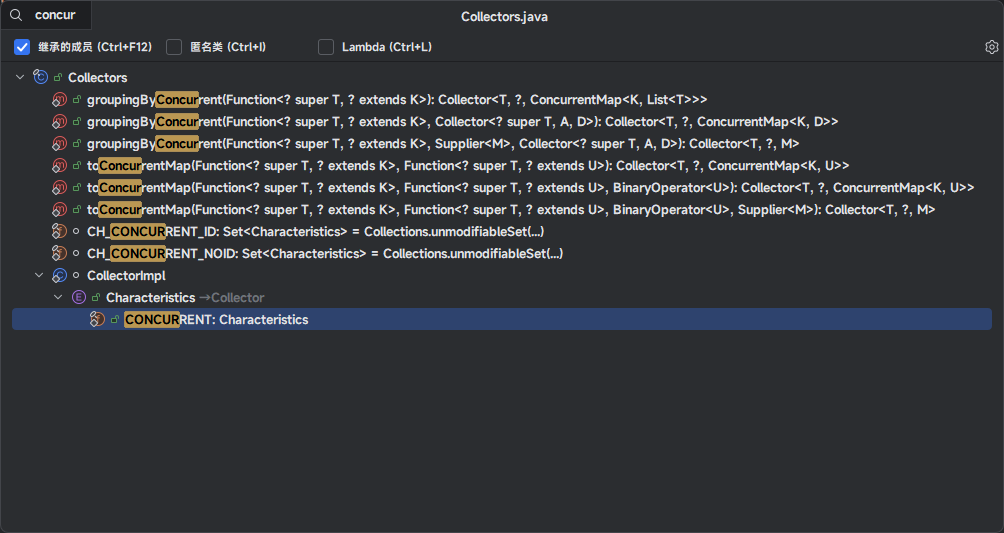 concur
Collectors.java
继承的成员 (Ctrl+F12) 匿名类 (Ctrl+I) Lambda (Ctrl+L)
Collectors
groupingByConcurrent(Function<? super T, ? extends K>): Collector<T, ?, ConcurrentMap<K, List<T>>>
groupingByConcurrent(Function<? super T, ? extends K>, Collector<? super T, A, D>): Collector<T, ?, ConcurrentMap<K, D>>
groupingByConcurrent(Function<? super T, ? extends K>, Supplier<M>, Collector<? super T, A, D>): Collector<T, ?, M>
toConcurrentMap(Function<? super T, ? extends K>, Function<? super T, ? extends U>): Collector<T, ?, ConcurrentMap<K, U>>
toConcurrentMap(Function<? super T, ? extends K>, Function<? super T, ? extends U>, BinaryOperator<U>): Collector<T, ?, ConcurrentMap<K, U>>
toConcurrentMap(Function<? super T, ? extends K>, Function<? super T, ? extends U>, BinaryOperator<U>, Supplier<M>): Collector<T, ?, M>
CH_CONCURRENT_ID: Set<Characteristics> = Collections.unmodifiableSet(...)
CH_CONCURRENT_NOID: Set<Characteristics> = Collections.unmodifiableSet(...)
CollectorImpl
Characteristics →Collector
CONCURRENT: Characteristics